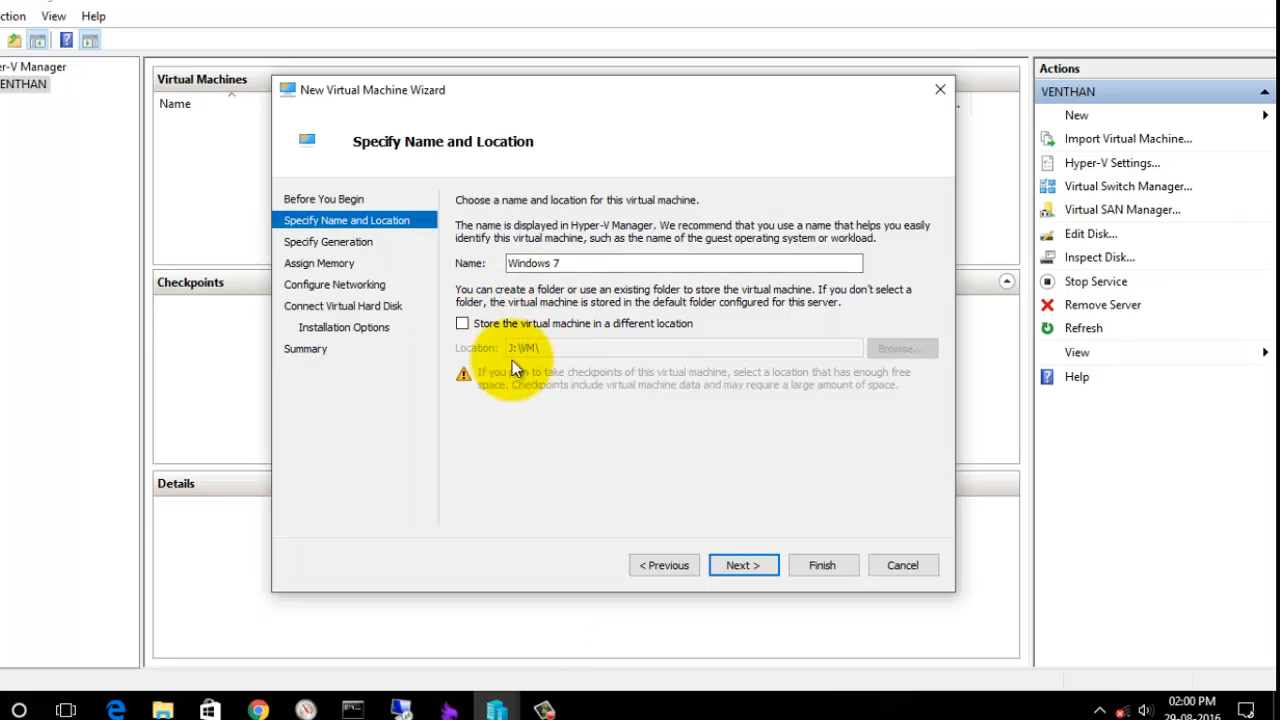 ction View Help
er-V Manager
ENTHAN
Virtual Machines
Name
Checkpoints
Details
New Virtual Machine Wizard
Specify Name and Location
Before You Begin
Specify Name and Location
Specify Generation
Assign Memory
Configure Networking
Connect Virtual Hard Disk
Installation Options
Summary
Choose a name and location for this virtual machine.
The name is displayed in Hyper-V Manager. We recommend that you use a name that helps you easily
identify this virtual machine, such as the name of the guest operating system or workload.
Name: Windows 7
You can create a folder or use an existing folder to store the virtual machine. If you don't select a
folder, the virtual machine is stored in the default folder configured for this server.
Store the virtual machine in a different location
Location: J:\VM\ Browse...
If you plan to take checkpoints of this virtual machine, select a location that has enough free
space. Checkpoints include virtual machine data and may require a large amount of space.
< Previous Next > Finish Cancel
Actions
VENTHAN
New
Import Virtual Machine...
Hyper-V Settings...
Virtual Switch Manager...
Virtual SAN Manager...
Edit Disk...
Inspect Disk...
Stop Service
Remove Server
Refresh
View
Help
02:00 PM
29-08-2016